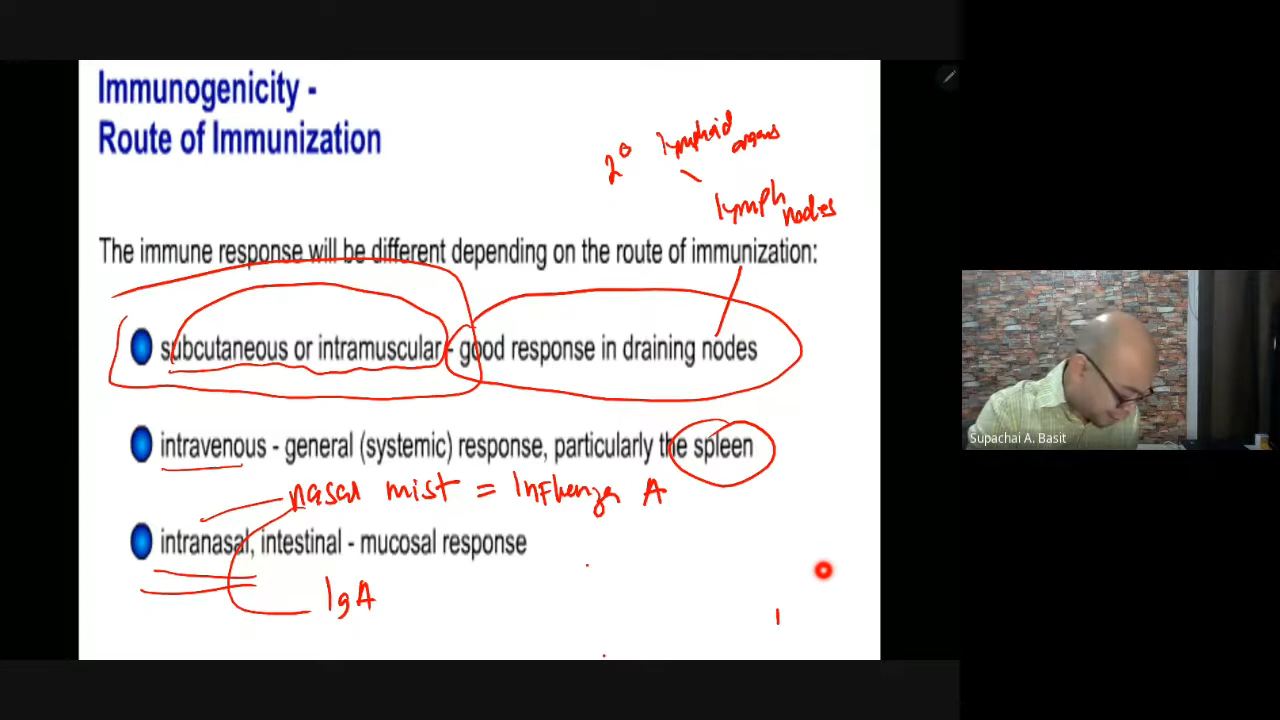 Immunogenicity -
Route of Immunization
2° lymphoid organs
lymph nodes
The immune response will be different depending on the route of immunization:
subcutaneous or intramuscular - good response in draining nodes
intravenous - general (systemic) response, particularly the spleen
nasal mist = Influenza A
intranasal, intestinal - mucosal response
IgA
Supachai A. Basit